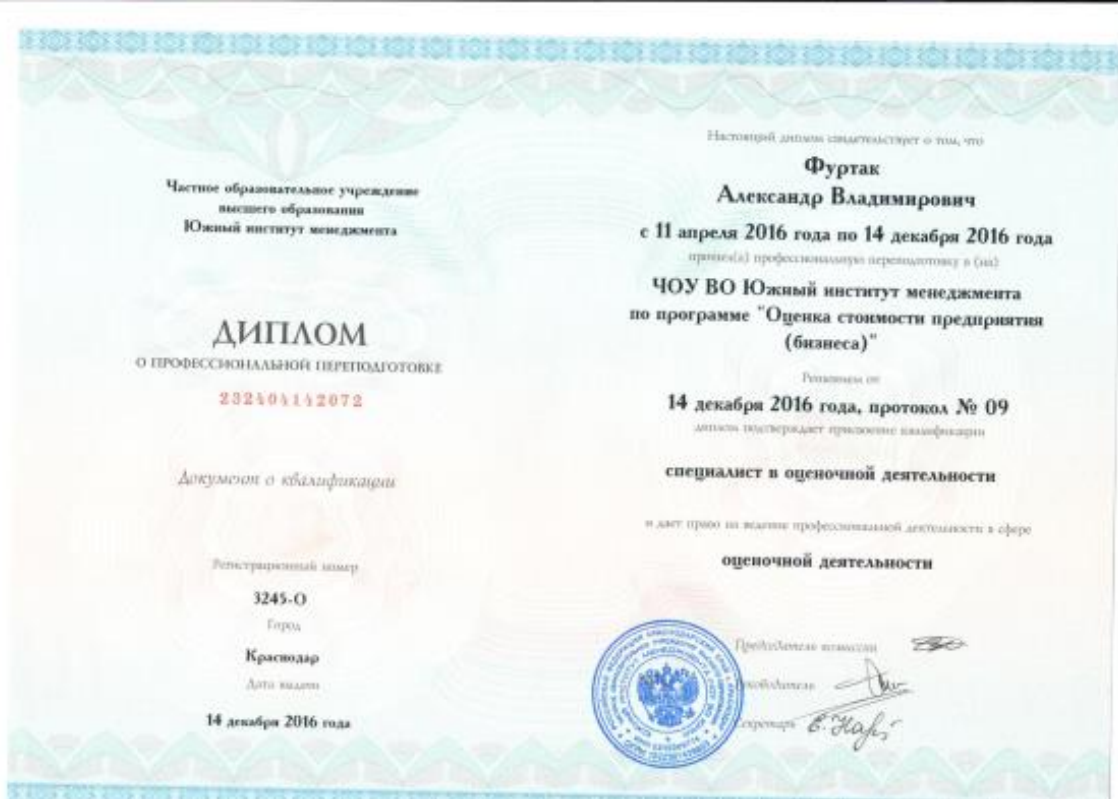 Частное образовательное учреждение
высшего образования
Южный институт менеджмента
ДИПЛОМ
О ПРОФЕССИОНАЛЬНОЙ ПЕРЕПОДГОТОВКЕ
232404142072
Документ о квалификации
Регистрационный номер
3245-О
Город
Краснодар
Дата выдачи
14 декабря 2016 года
Настоящий диплом свидетельствует о том, что
Фуртак
Александр Владимирович
с 11 апреля 2016 года по 14 декабря 2016 года
прошел(а) профессиональную переподготовку в (на)
ЧОУ ВО Южный институт менеджмента
по программе "Оценка стоимости предприятия
(бизнеса)"
Решением от
14 декабря 2016 года, протокол № 09
диплом подтверждает присвоение квалификации
специалист в оценочной деятельности
и дает право на ведение профессиональной деятельности в сфере
оценочной деятельности
Председатель комиссии
Руководитель
Секретарь